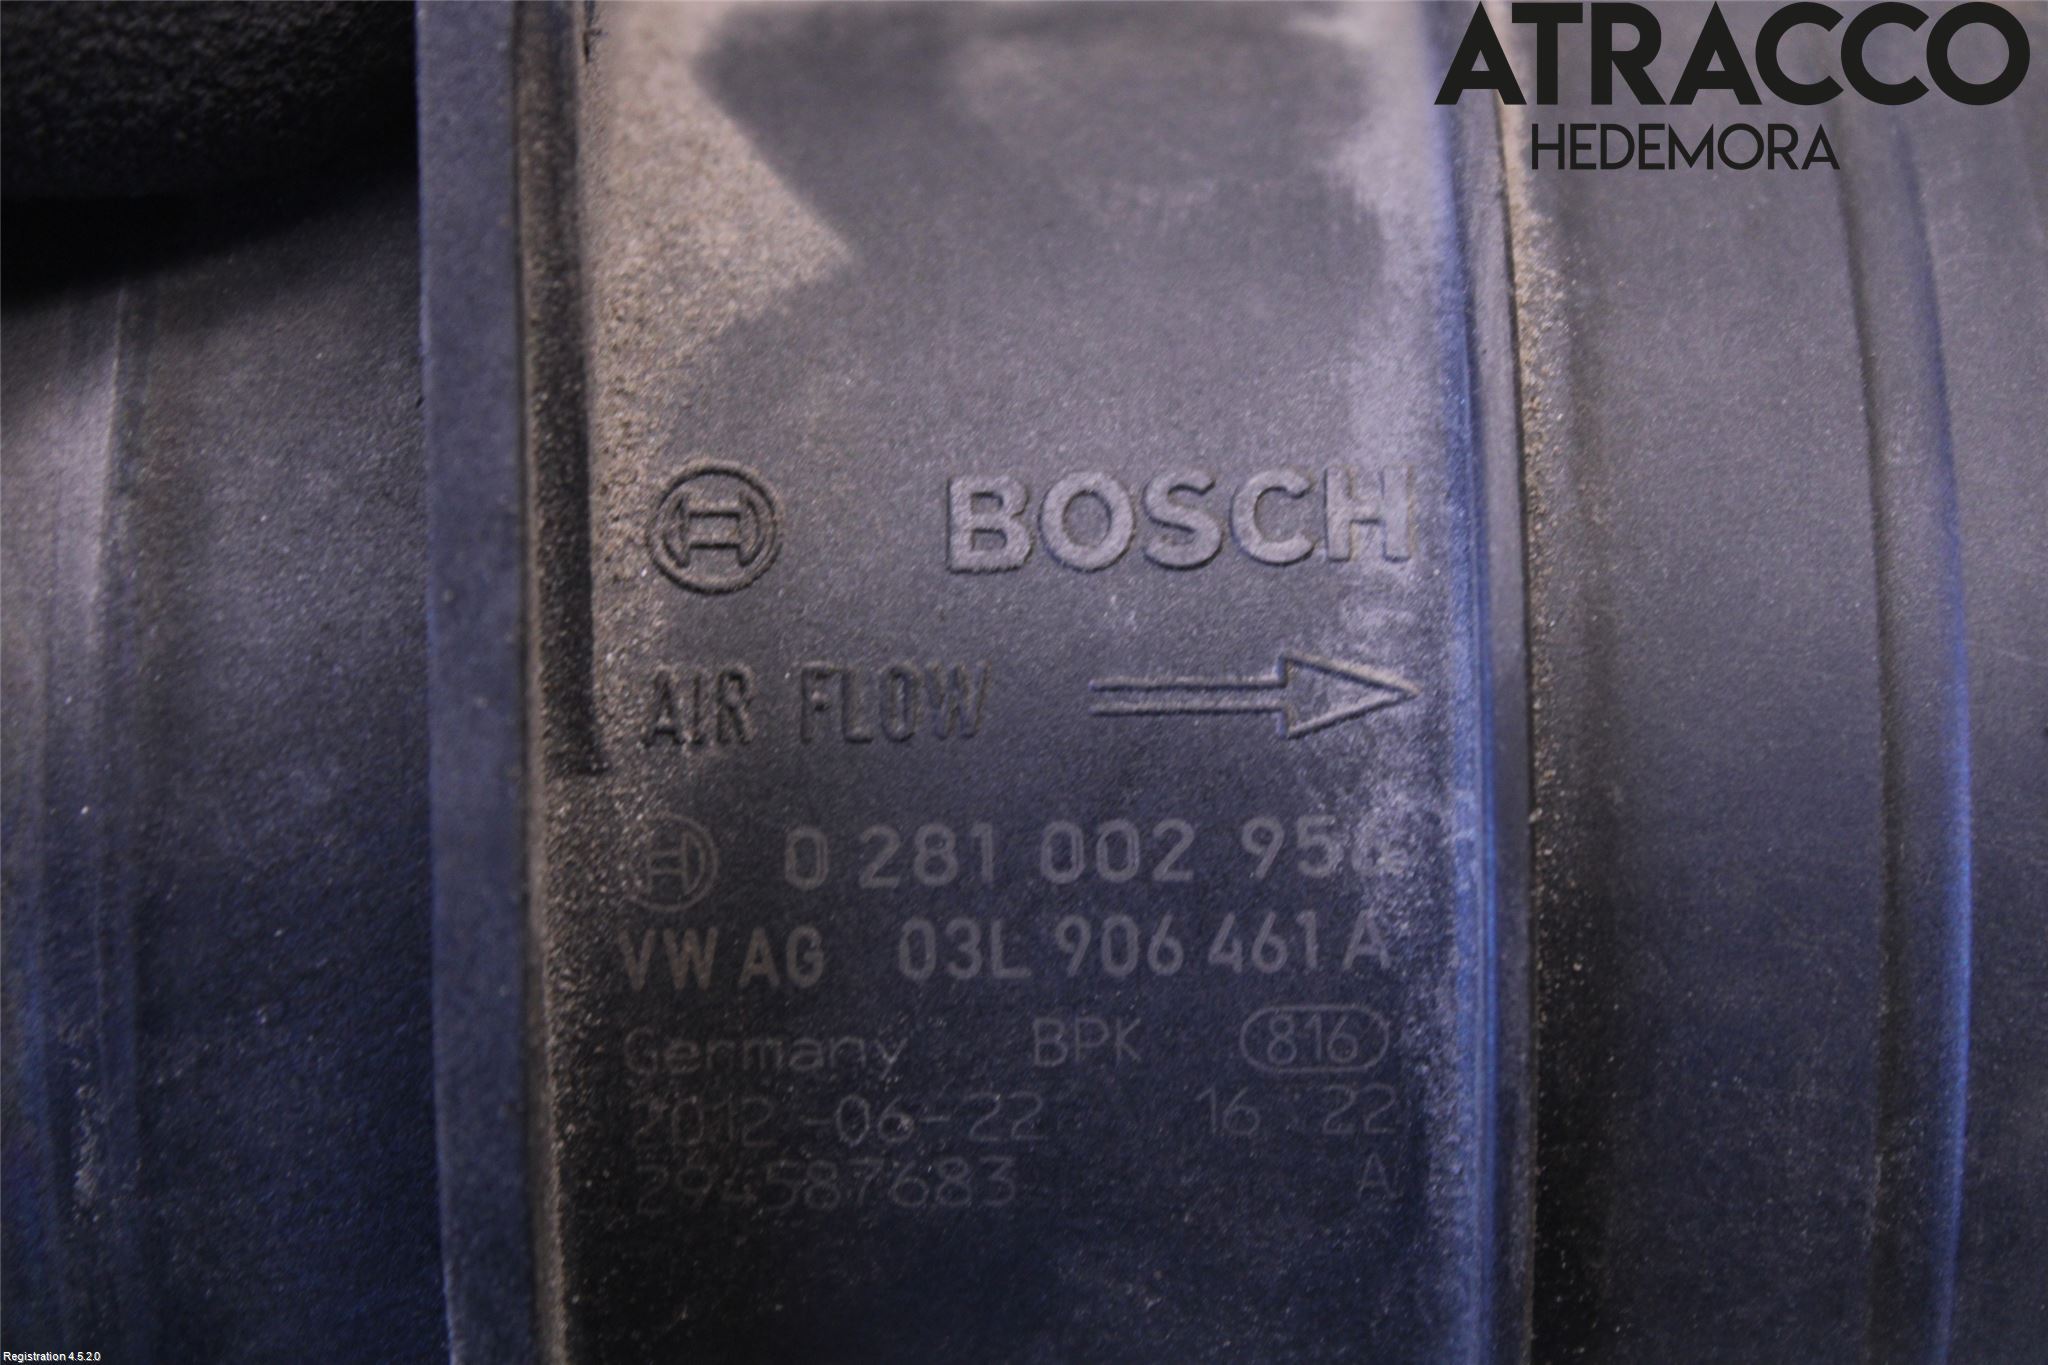 ATRACCO
HEDEMORA
BOSCH
AIR FLOW
0 281 002 956
VW AG 03L 906 461 A
Germany BPK 816
2012-06-22 16:22
294587683 A
Registration 4.5.2.0